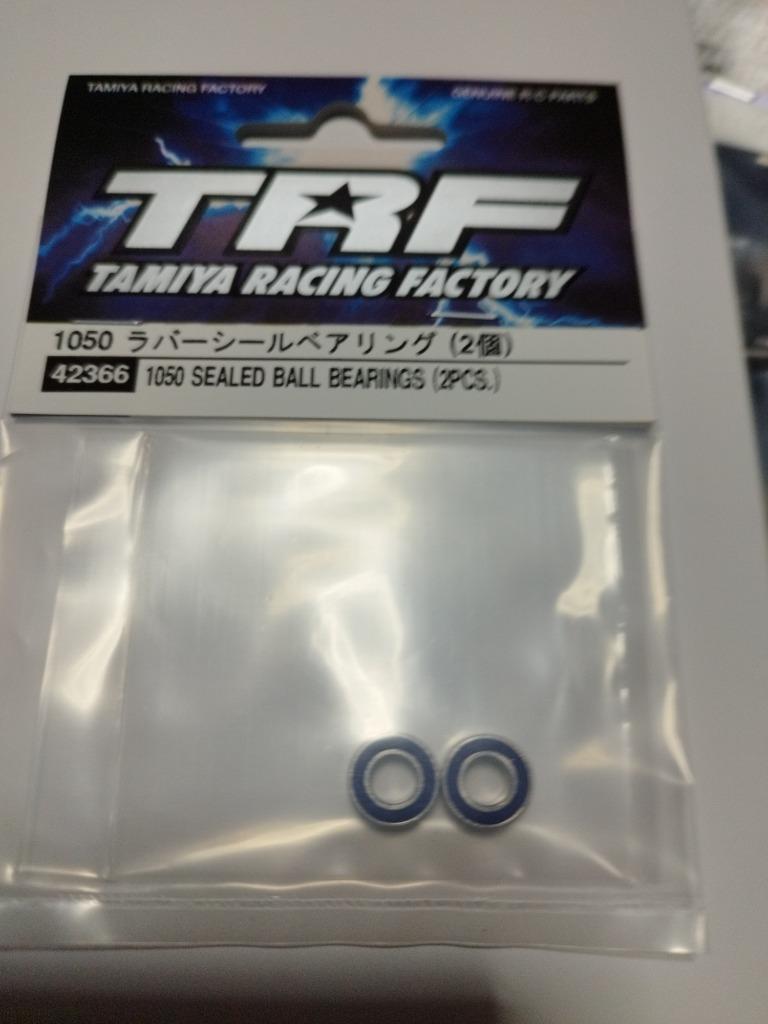 TAMIYA RACING FACTORY
GENUINE R/C PARTS
TRF
TAMIYA RACING FACTORY
1050 ラバーシールベアリング (2個)
42366 1050 SEALED BALL BEARINGS (2PCS.)